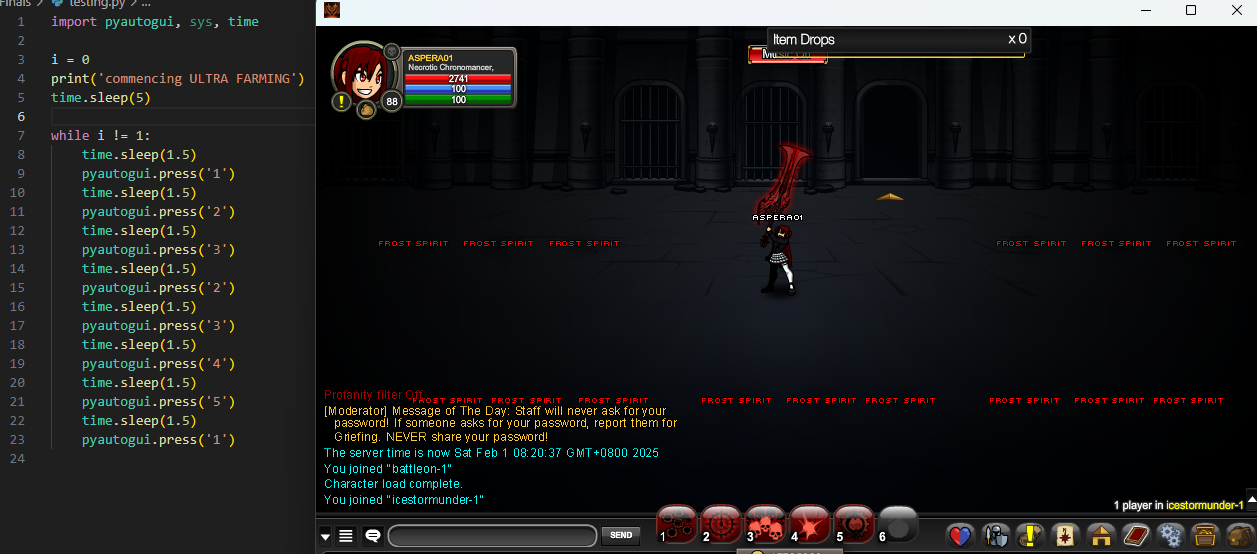 Finals > testing.py > ...
1 import pyautogui, sys, time
2
3 i = 0
4 print('commencing ULTRA FARMING')
5 time.sleep(5)
6
7 while i != 1:
8 time.sleep(1.5)
9 pyautogui.press('1')
10 time.sleep(1.5)
11 pyautogui.press('2')
12 time.sleep(1.5)
13 pyautogui.press('3')
14 time.sleep(1.5)
15 pyautogui.press('2')
16 time.sleep(1.5)
17 pyautogui.press('3')
18 time.sleep(1.5)
19 pyautogui.press('4')
20 time.sleep(1.5)
21 pyautogui.press('5')
22 time.sleep(1.5)
23 pyautogui.press('1')
24
Item Drops x 0
ASPERA01
Necrotic Chronomancer,
2741
100
100
88
ASPERA01
FROST SPIRIT FROST SPIRIT FROST SPIRIT FROST SPIRIT FROST SPIRIT FROST SPIRIT
Profanity filter Off
FROST SPIRIT FROST SPIRIT FROST SPIRIT FROST SPIRIT FROST SPIRIT FROST SPIRIT FROST SPIRIT FROST SPIRIT FROST SPIRIT
[Moderator] Message of The Day: Staff will never ask for your
password! If someone asks for your password, report them for
Griefing. NEVER share your password!
The server time is now Sat Feb 1 08:20:37 GMT+0800 2025
You joined "battleon-1"
Character load complete.
You joined "icestormunder-1"
1 player in icestormunder-1
SEND
1 2 3 4 5 6